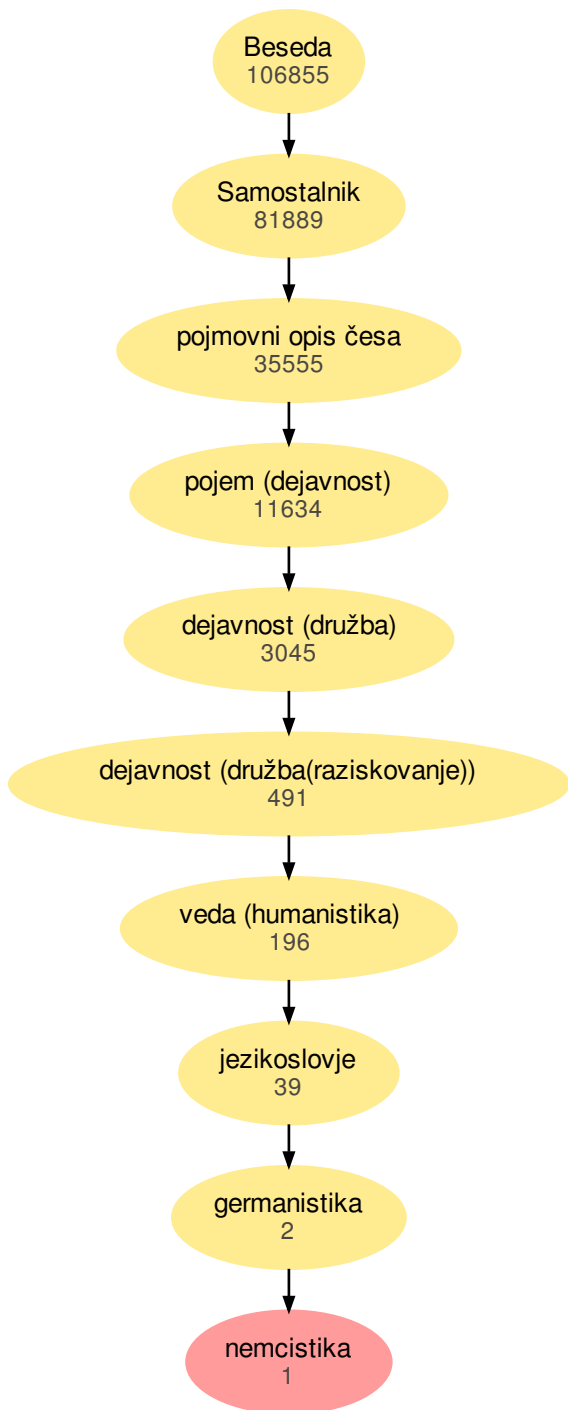 Beseda
106855
Samostalnik
81889
pojmovni opis česa
35555
pojem (dejavnost)
11634
dejavnost (družba)
3045
dejavnost (družba(raziskovanje))
491
veda (humanistika)
196
jezikoslovje
39
germanistika
2
nemcistika
1